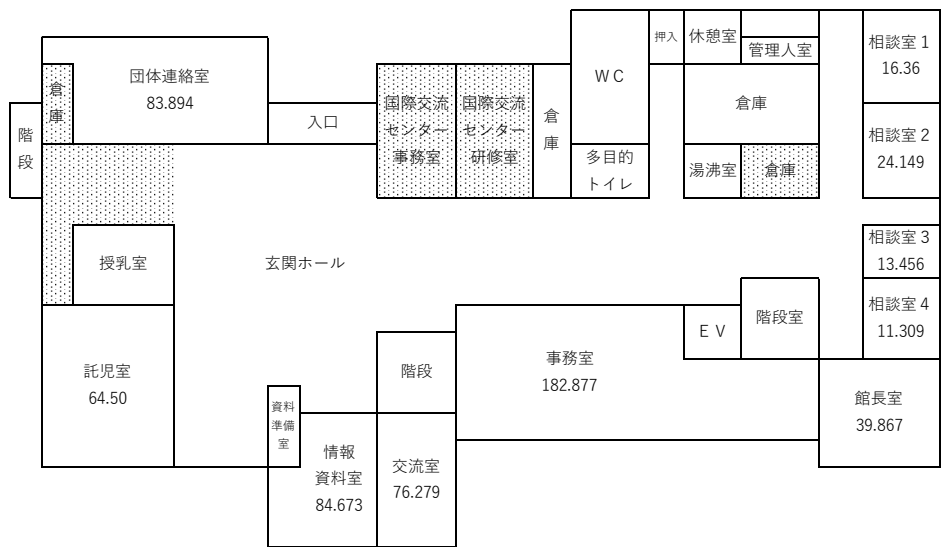 団体連絡室
83.894
倉
庫
階
段
入口
国際交流
センター
事務室
国際交流
センター
研修室
倉
庫
WC
多目的
トイレ
押入
休憩室
管理人室
倉庫
湯沸室
倉庫
相談室1
16.36
相談室2
24.149
相談室3
13.456
相談室4
11.309
授乳室
玄関ホール
託児室
64.50
資料
準備
室
情報
資料室
84.673
階段
交流室
76.279
事務室
182.877
EV
階段室
館長室
39.867